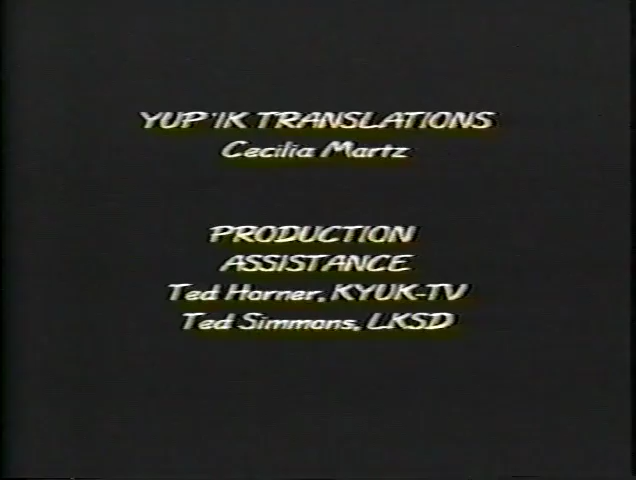 YUP'IK TRANSLATIONS
Cecilia Martz
PRODUCTION
ASSISTANCE
Ted Horner, KYUK-TV
Ted Simmons, LKSD